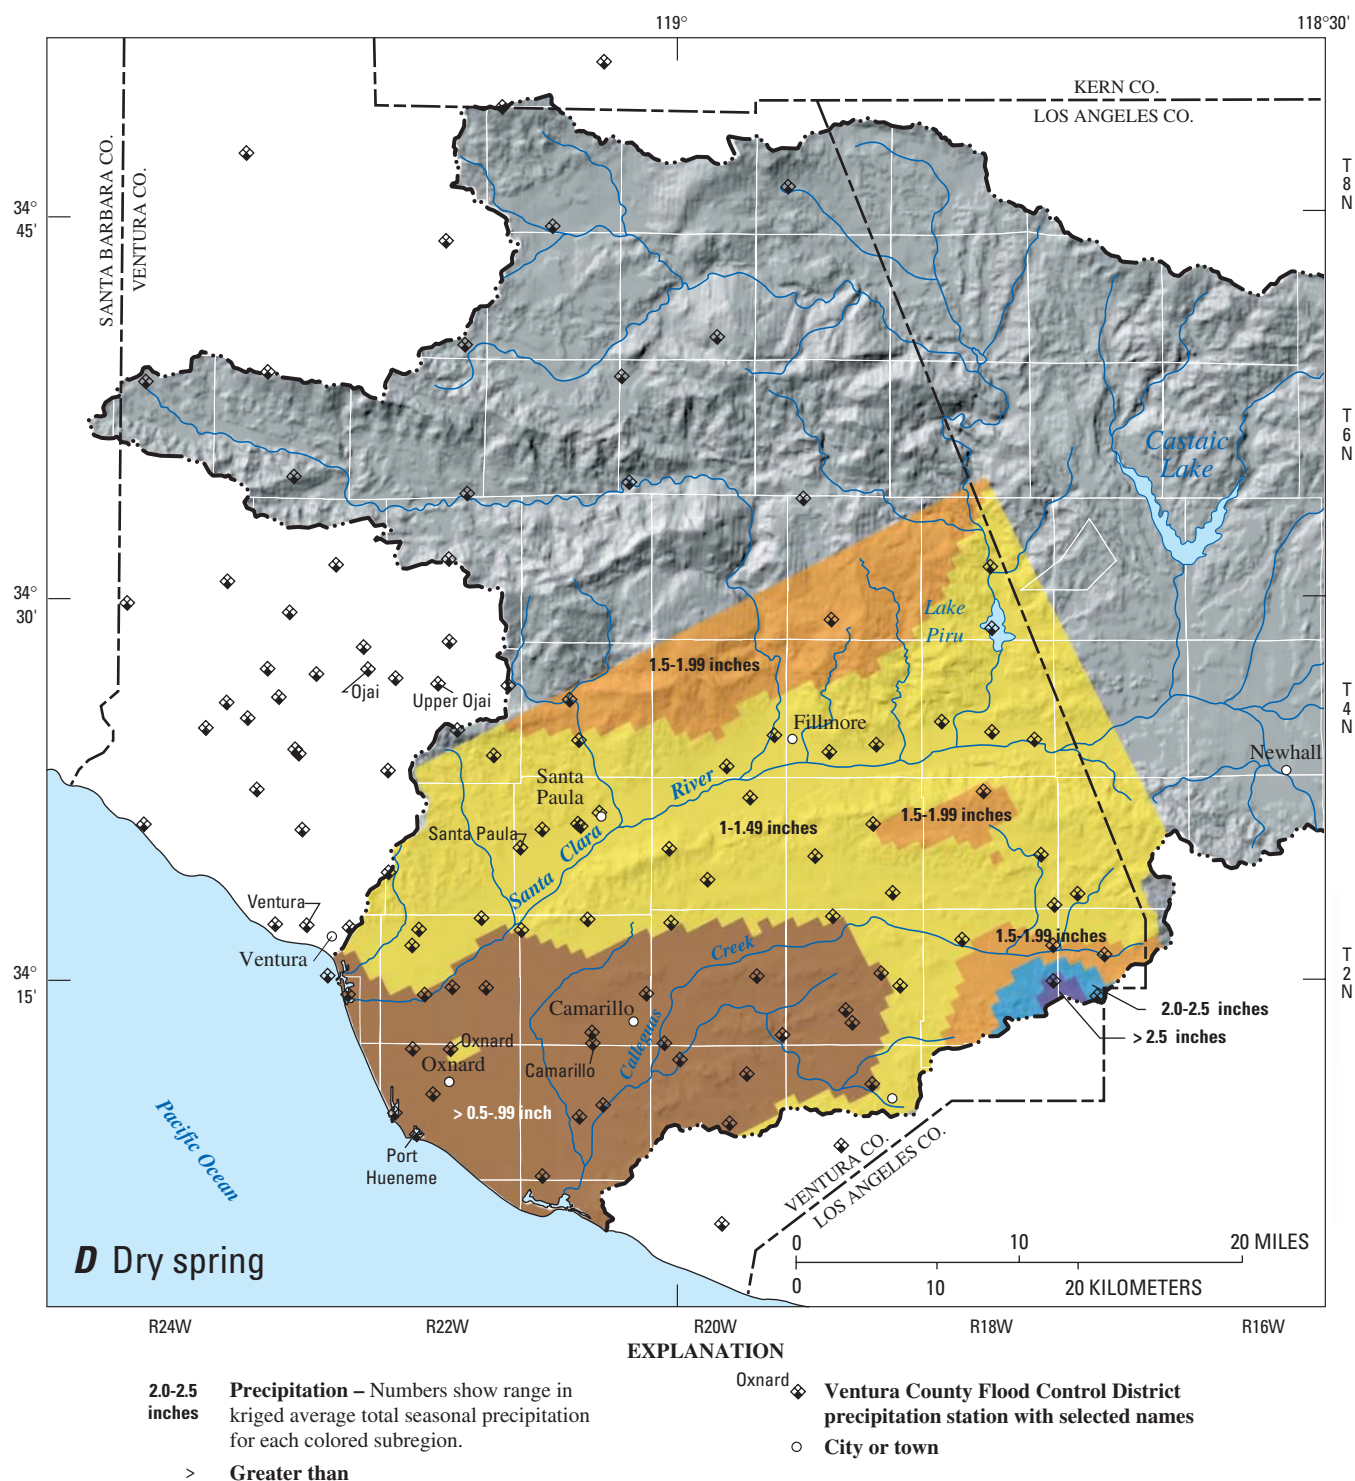 119°
118°30'
KERN CO.
LOS ANGELES CO.
SANTA BARBARA CO.
VENTURA CO.
T
8
N
34°
45'
T
6
N
Castaic
Lake
34°
30'
Lake
Piru
1.5-1.99 inches
Ojai
Upper Ojai
T
4
N
Fillmore
Newhall
Santa
Paula
River
1.5-1.99 inches
1-1.49 inches
Santa Paula
Clara
Santa
Ventura
Ventura
1.5-1.99 inches
Creek
T
2
N
34°
15'
2.0-2.5 inches
Camarillo
> 2.5 inches
Oxnard
Calleguas
Oxnard
Camarillo
> 0.5-.99 inch
Pacific Ocean
Port
Hueneme
VENTURA CO.
LOS ANGELES CO.
D Dry spring
0 10 20 MILES
0 10 20 KILOMETERS
R24W R22W R20W R18W R16W
EXPLANATION
2.0-2.5
inches
Precipitation – Numbers show range in
kriged average total seasonal precipitation
for each colored subregion.
> Greater than
Oxnard
Ventura County Flood Control District
precipitation station with selected names
City or town